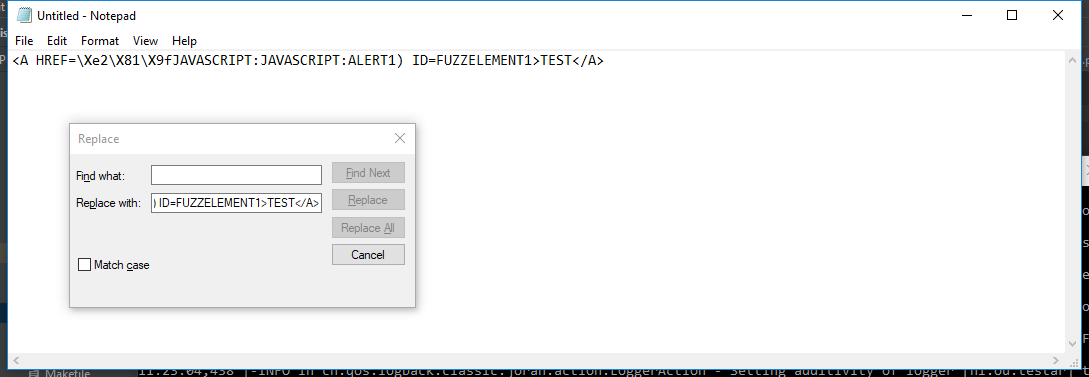 Untitled - Notepad
File Edit Format View Help
<A HREF=\Xe2\X81\X9fJAVASCRIPT:JAVASCRIPT:ALERT1) ID=FUZZELEMENT1>TEST</A>
Replace
Find what:
Find Next
Replace with: ) ID=FUZZELEMENT1>TEST</A>
Replace
Replace All
Cancel
Match case
Makefile
11:23:04,438 |-INFO in ch.qos.logback.classic.joran.action.LoggerAction - Setting additivity of logger [nl.ou.testar]